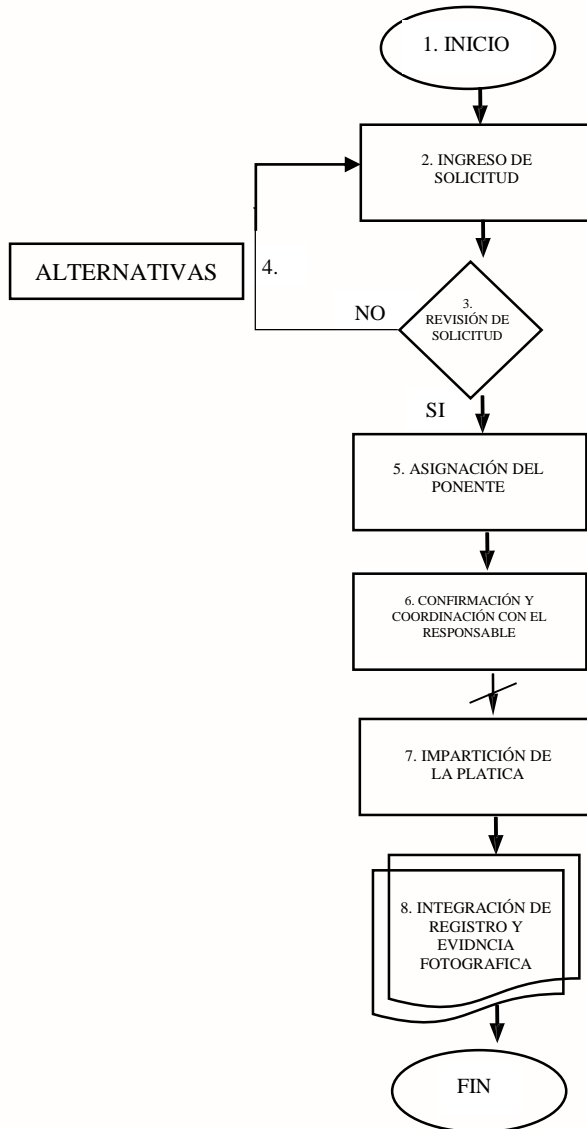 1. INICIO
2. INGRESO DE
SOLICITUD
ALTERNATIVAS
4.
NO
3.
REVISIÓN DE
SOLICITUD
SI
5. ASIGNACIÓN DEL
PONENTE
6. CONFIRMACIÓN Y
COORDINACIÓN CON EL
RESPONSABLE
7. IMPARTICIÓN DE
LA PLATICA
8. INTEGRACIÓN DE
REGISTRO Y
EVIDNCIA
FOTOGRAFICA
FIN